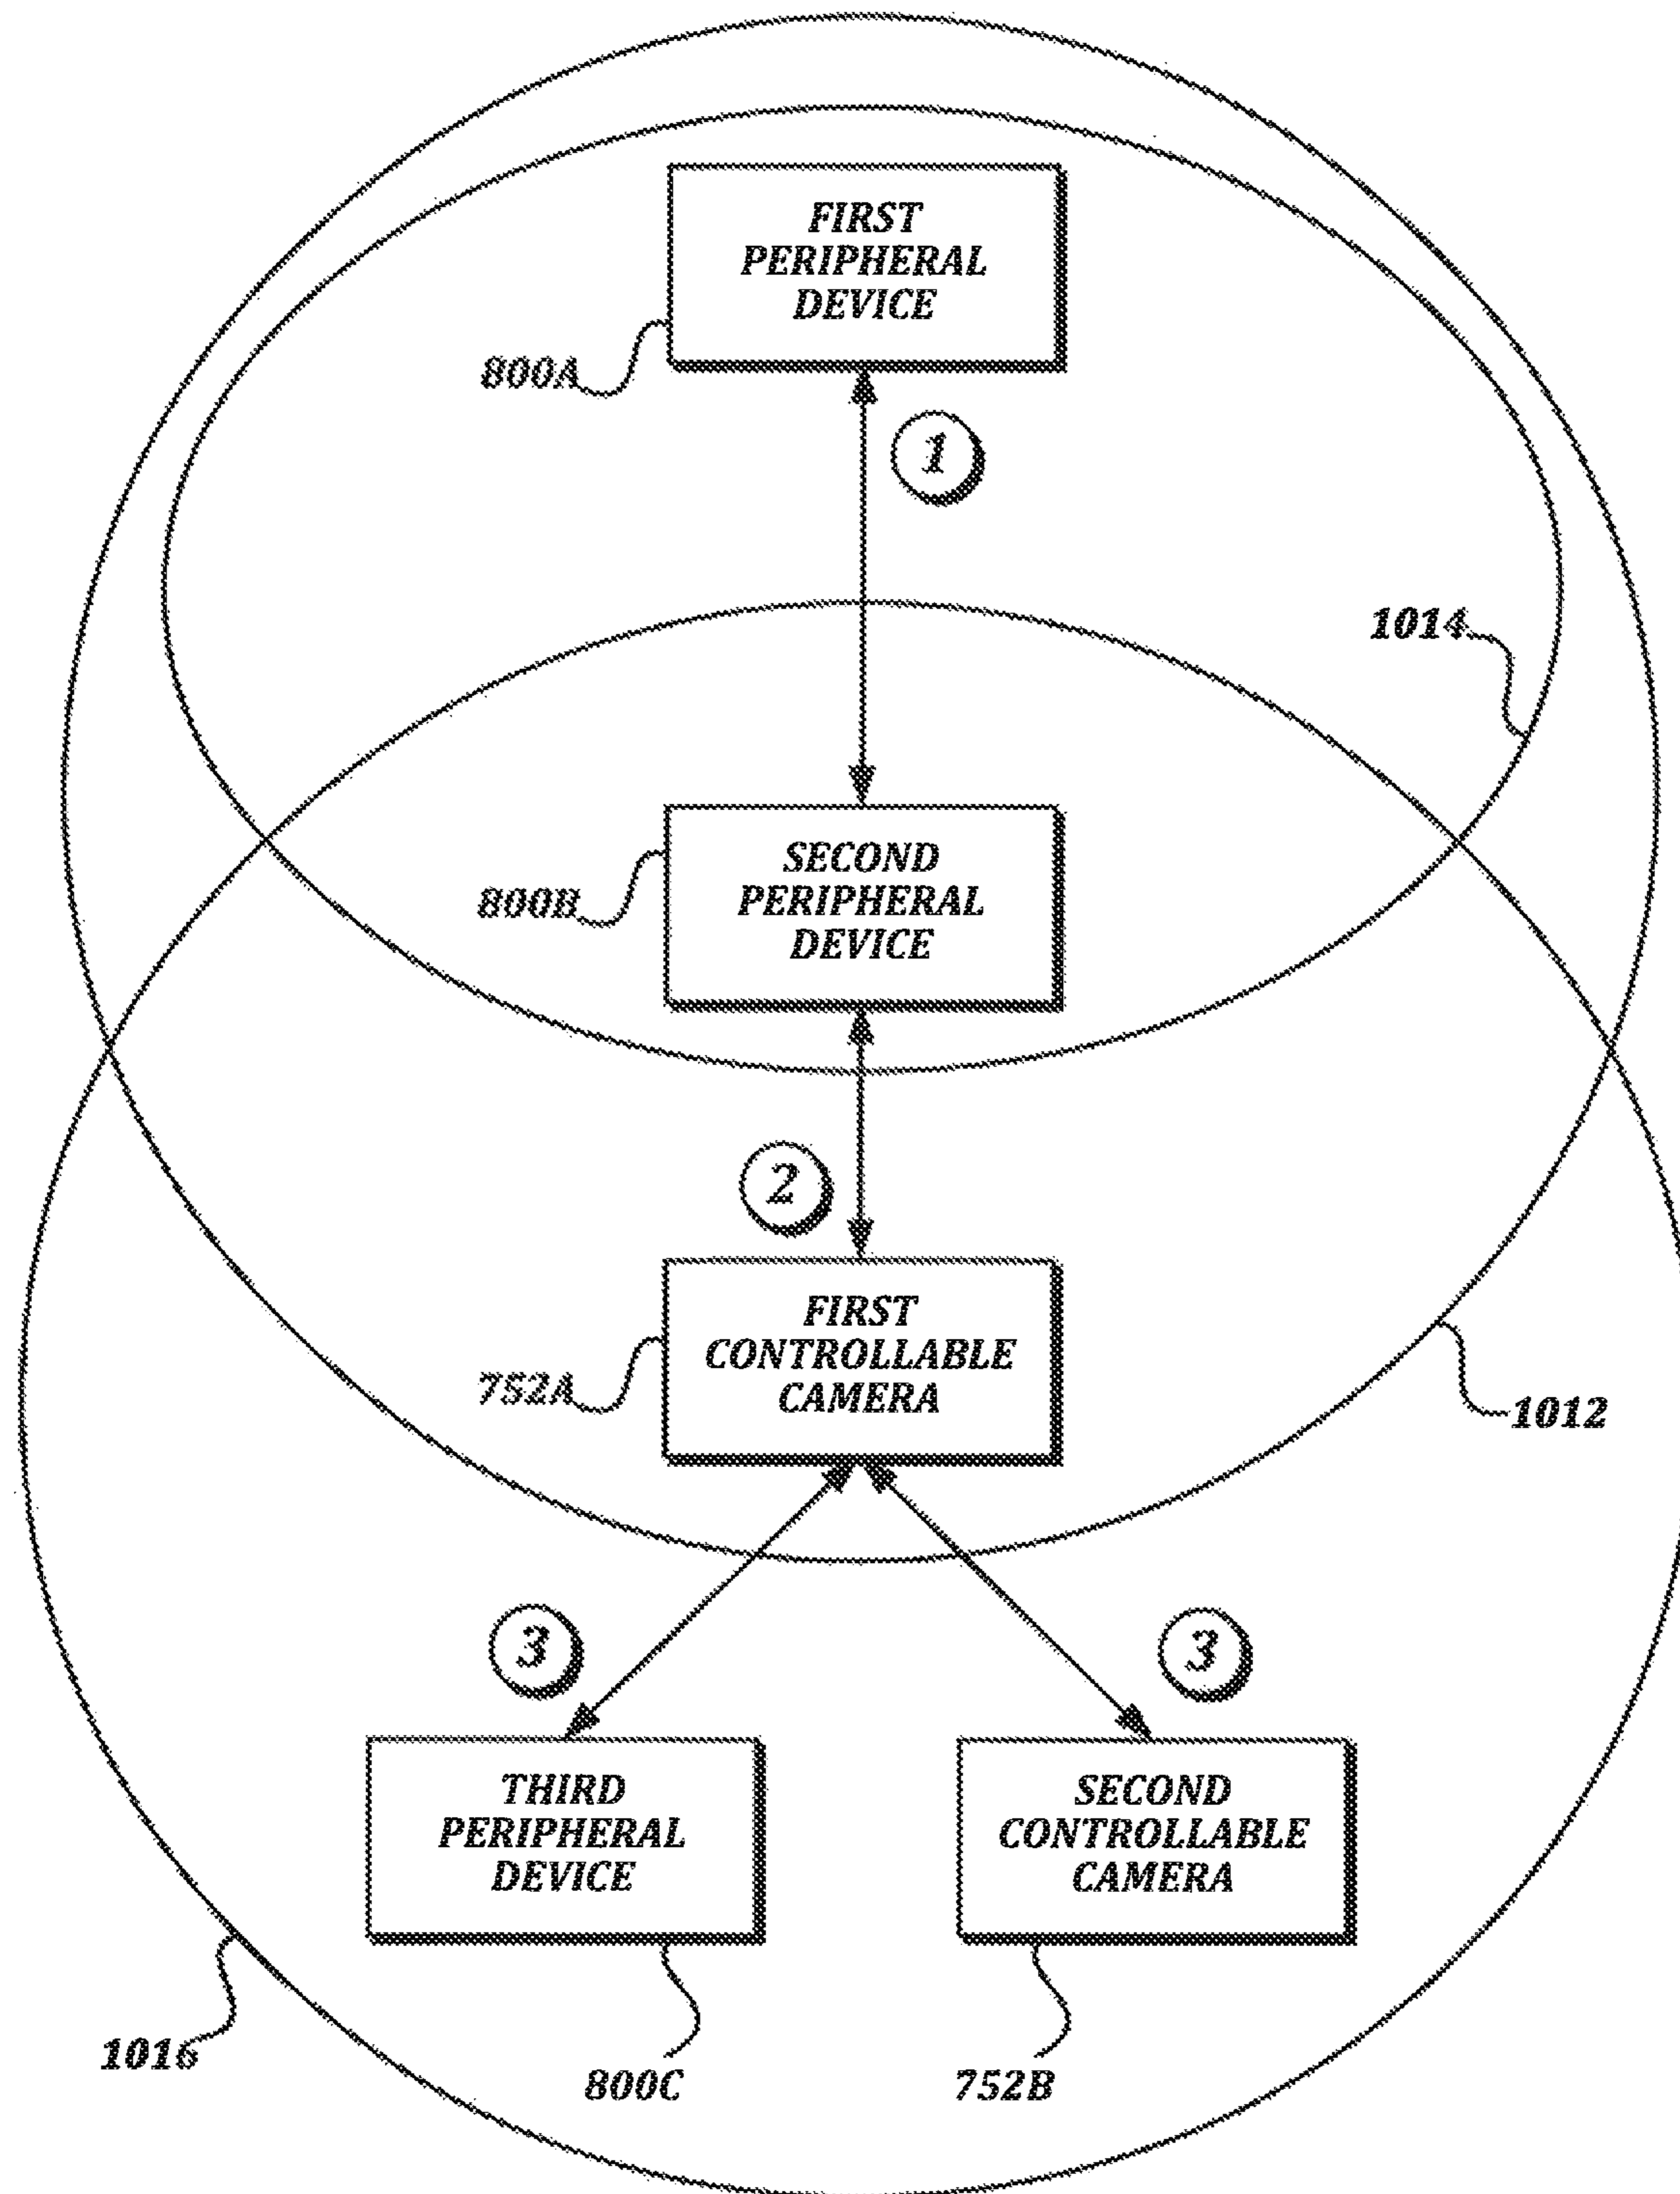 FIRST
PERIPHERAL
DEVICE
800A
1
1014
SECOND
PERIPHERAL
DEVICE
800B
2
FIRST
CONTROLLABLE
CAMERA
752A
1012
3
3
THIRD
PERIPHERAL
DEVICE
SECOND
CONTROLLABLE
CAMERA
1016
800C
752B